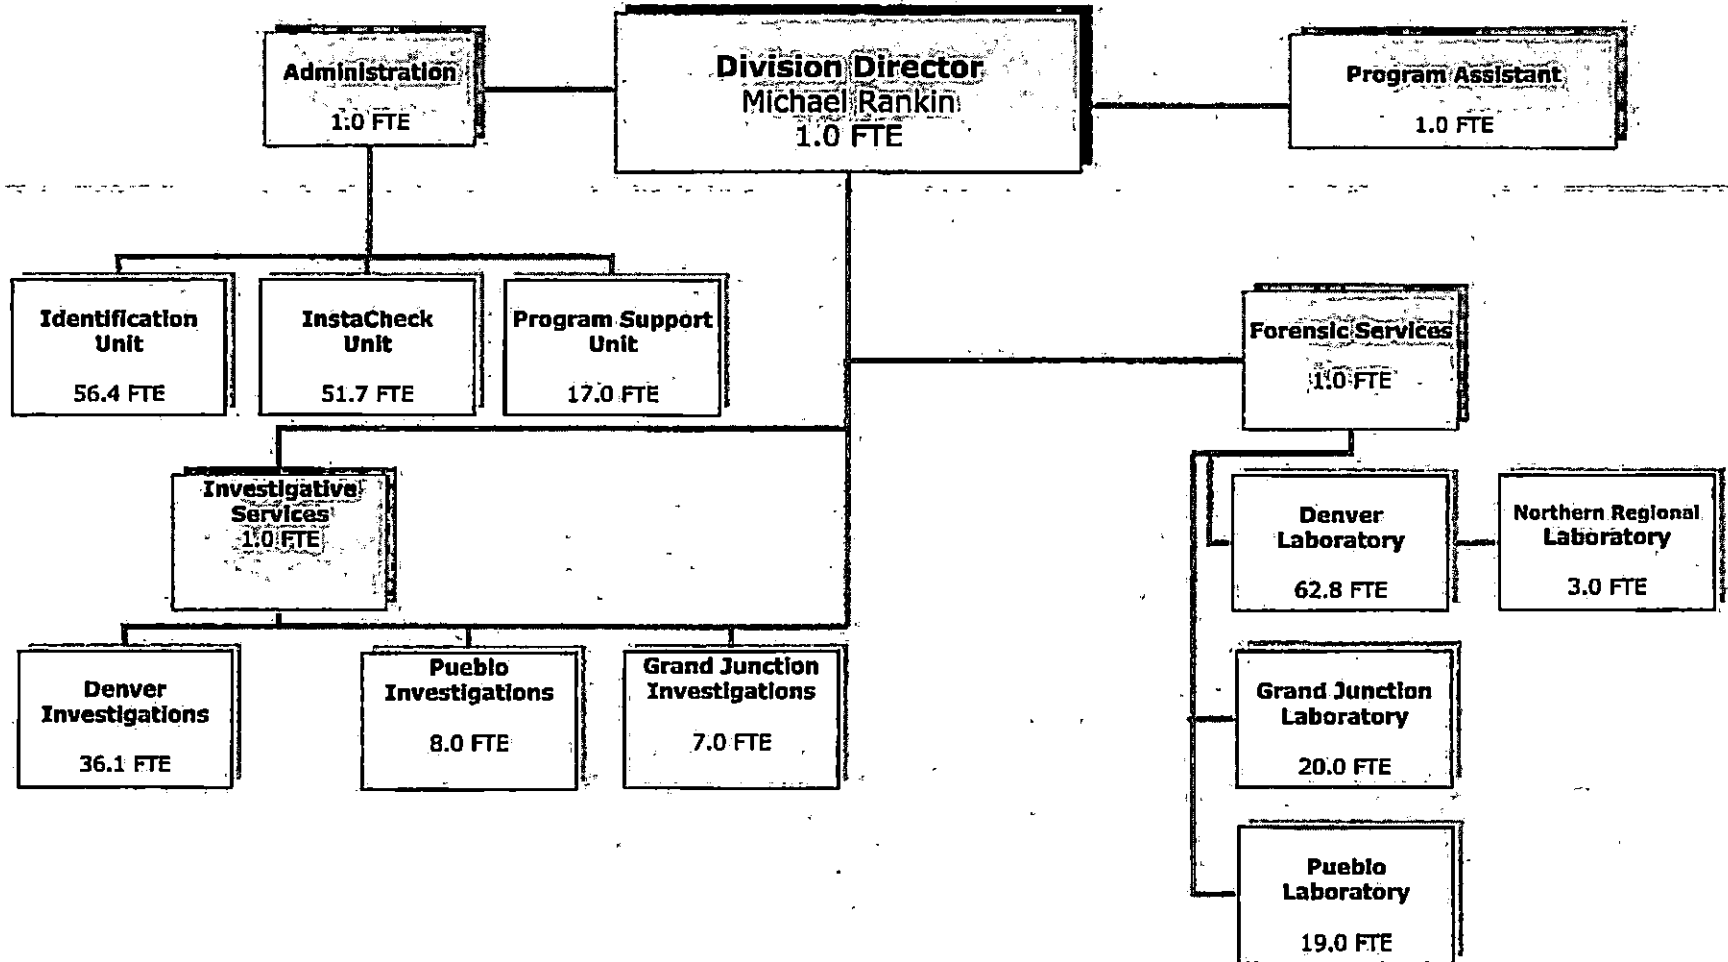 Administration
1.0 FTE
Division Director
Michael Rankin
1.0 FTE
Program Assistant
1.0 FTE
Identification
Unit
56.4 FTE
InstaCheck
Unit
51.7 FTE
Program Support
Unit
17.0 FTE
Forensic Services
1.0 FTE
Investigative
Services
1.0 FTE
Denver
Laboratory
62.8 FTE
Northern Regional
Laboratory
3.0 FTE
Denver
Investigations
36.1 FTE
Pueblo
Investigations
8.0 FTE
Grand Junction
Investigations
7.0 FTE
Grand Junction
Laboratory
20.0 FTE
Pueblo
Laboratory
19.0 FTE